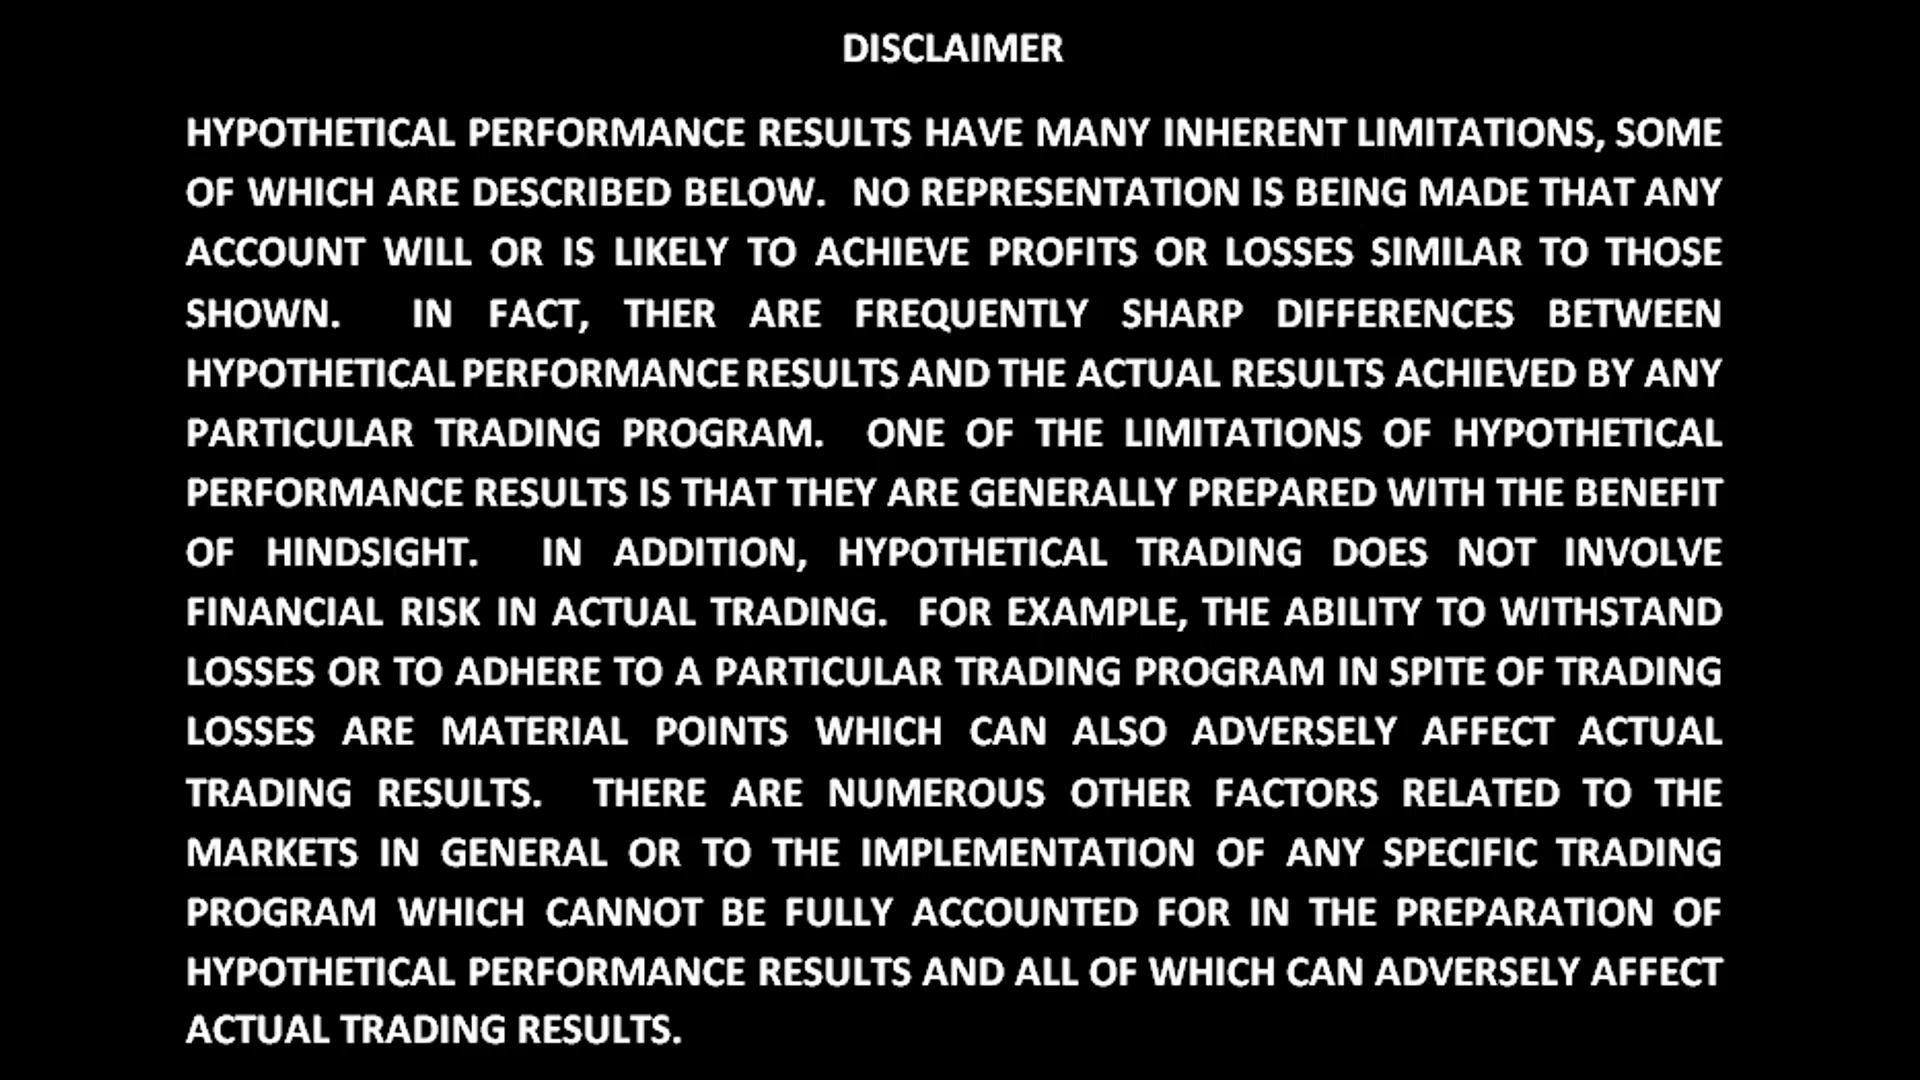 DISCLAIMER
HYPOTHETICAL PERFORMANCE RESULTS HAVE MANY INHERENT LIMITATIONS, SOME
OF WHICH ARE DESCRIBED BELOW.  NO REPRESENTATION IS BEING MADE THAT ANY
ACCOUNT WILL OR IS LIKELY TO ACHIEVE PROFITS OR LOSSES SIMILAR TO THOSE
SHOWN.  IN FACT, THER ARE FREQUENTLY SHARP DIFFERENCES BETWEEN
HYPOTHETICAL PERFORMANCE RESULTS AND THE ACTUAL RESULTS ACHIEVED BY ANY
PARTICULAR TRADING PROGRAM.  ONE OF THE LIMITATIONS OF HYPOTHETICAL
PERFORMANCE RESULTS IS THAT THEY ARE GENERALLY PREPARED WITH THE BENEFIT
OF HINDSIGHT.  IN ADDITION, HYPOTHETICAL TRADING DOES NOT INVOLVE
FINANCIAL RISK IN ACTUAL TRADING.  FOR EXAMPLE, THE ABILITY TO WITHSTAND
LOSSES OR TO ADHERE TO A PARTICULAR TRADING PROGRAM IN SPITE OF TRADING
LOSSES ARE MATERIAL POINTS WHICH CAN ALSO ADVERSELY AFFECT ACTUAL
TRADING RESULTS.  THERE ARE NUMEROUS OTHER FACTORS RELATED TO THE
MARKETS IN GENERAL OR TO THE IMPLEMENTATION OF ANY SPECIFIC TRADING
PROGRAM WHICH CANNOT BE FULLY ACCOUNTED FOR IN THE PREPARATION OF
HYPOTHETICAL PERFORMANCE RESULTS AND ALL OF WHICH CAN ADVERSELY AFFECT
ACTUAL TRADING RESULTS.